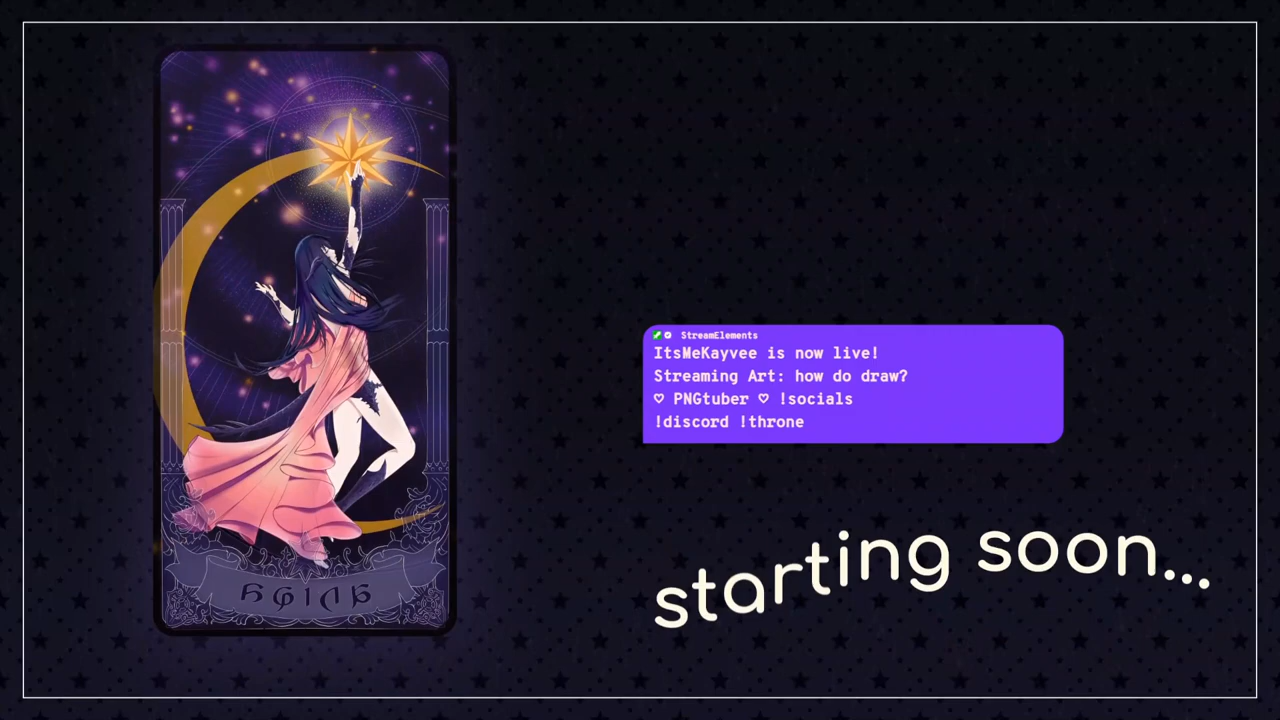 StreamElements
ItsMeKayvee is now live!
Streaming Art: how do draw?
♡ PNGtuber ♡ !socials
!discord !throne
starting soon...